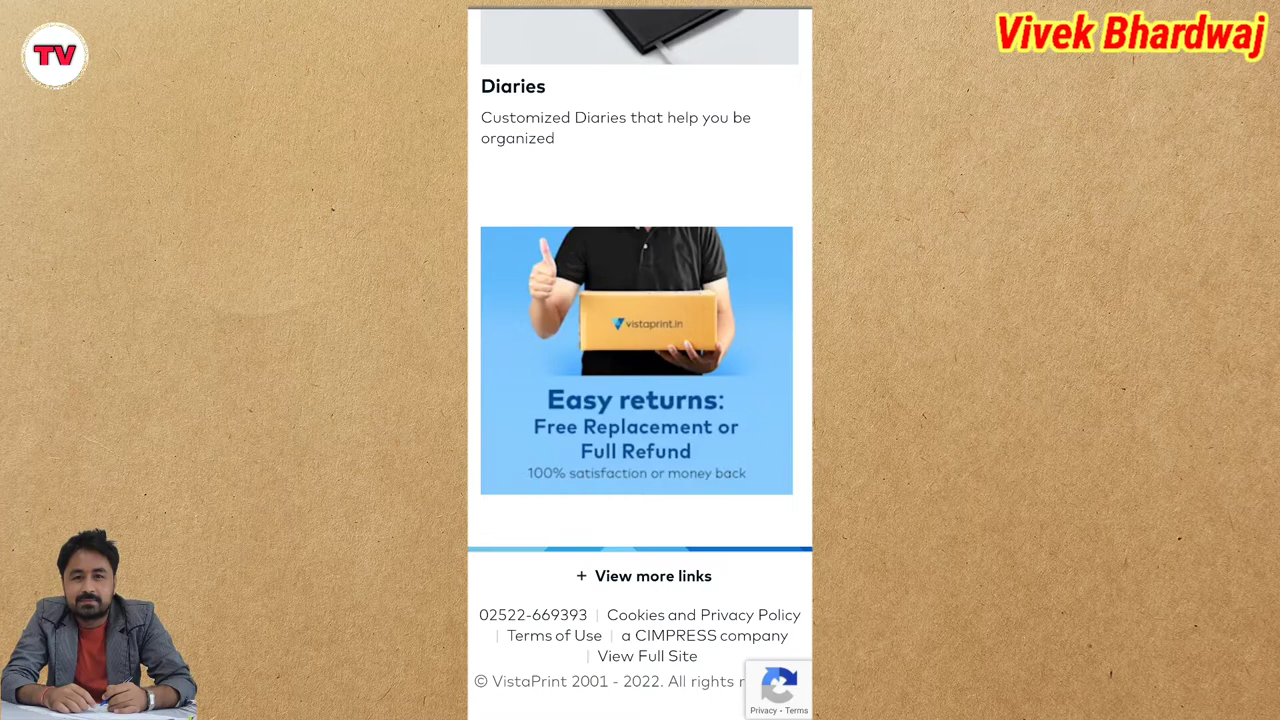 TV
Vivek Bhardwaj
Diaries
Customized Diaries that help you be
organized
vistaprint.in
Easy returns:
Free Replacement or
Full Refund
100% satisfaction or money back
+ View more links
02522-669393 | Cookies and Privacy Policy
| Terms of Use | a CIMPRESS company
| View Full Site
© VistaPrint 2001 - 2022. All rights
Privacy - Terms